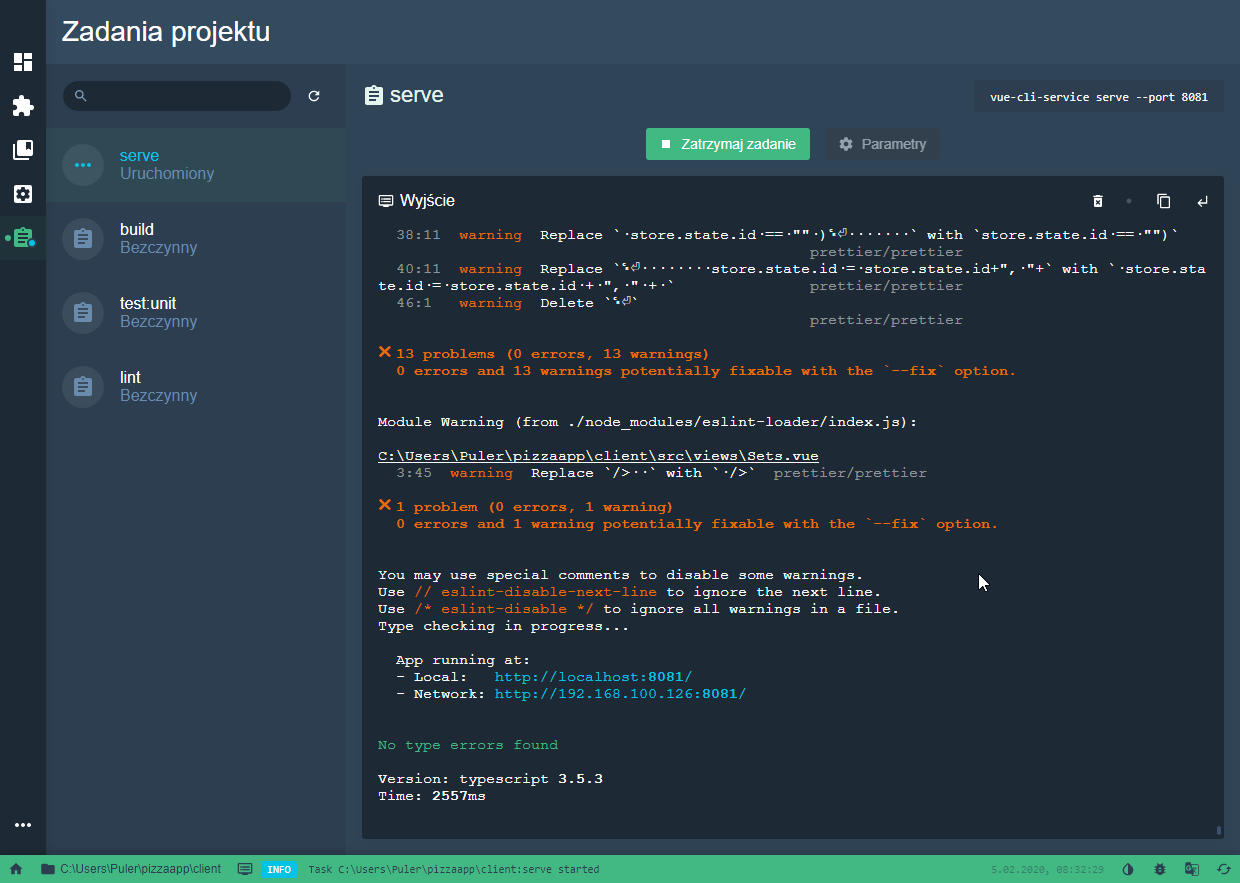 Zadania projektu
serve
Uruchomiony
build
Bezczynny
test:unit
Bezczynny
lint
Bezczynny
serve
vue-cli-service serve --port 8081
Zatrzymaj zadanie
Parametry
Wyjście
38:11 warning Replace `·store.state.id·==·""·)␍⏎·······` with `store.state.id·==·"")`
prettier/prettier
40:11 warning Replace `␍⏎········store.state.id·=·store.state.id+",·"+` with `·store.sta
te.id·=·store.state.id·+·",·"·+·` prettier/prettier
46:1 warning Delete `␍⏎`
prettier/prettier
✕ 13 problems (0 errors, 13 warnings)
0 errors and 13 warnings potentially fixable with the `--fix` option.
Module Warning (from ./node_modules/eslint-loader/index.js):
C:\Users\Puler\pizzaapp\client\src\views\Sets.vue
3:45 warning Replace `/>··` with `·/>` prettier/prettier
✕ 1 problem (0 errors, 1 warning)
0 errors and 1 warning potentially fixable with the `--fix` option.
You may use special comments to disable some warnings.
Use // eslint-disable-next-line to ignore the next line.
Use /* eslint-disable */ to ignore all warnings in a file.
Type checking in progress...
App running at:
- Local: http://localhost:8081/
- Network: http://192.168.100.126:8081/
No type errors found
Version: typescript 3.5.3
Time: 2557ms
C:\Users\Puler\pizzaapp\client
INFO
Task C:\Users\Puler\pizzaapp\client:serve started
5.02.2020, 08:32:29